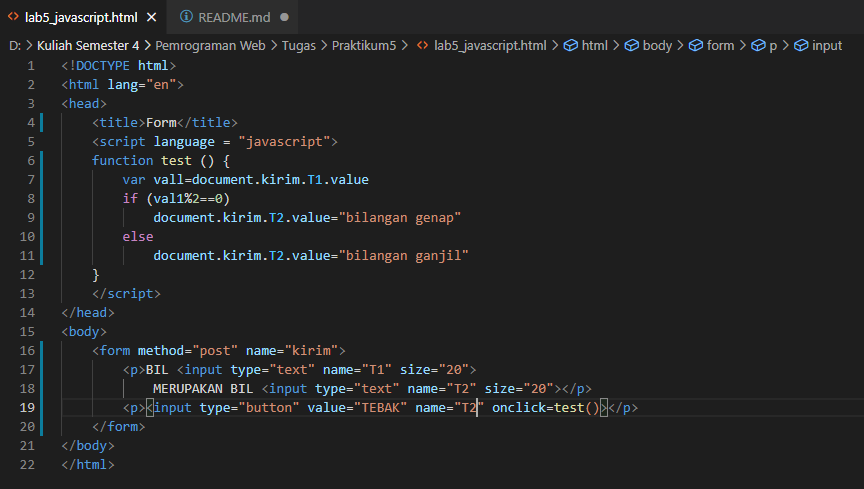 lab5_javascript.html × README.md ●
D: > Kuliah Semester 4 > Pemrograman Web > Tugas > Praktikum5 > lab5_javascript.html > html > body > form > p > input
1 <!DOCTYPE html>
2 <html lang="en">
3 <head>
4 <title>Form</title>
5 <script language = "javascript">
6 function test () {
7 var vall=document.kirim.T1.value
8 if (val1%2==0)
9 document.kirim.T2.value="bilangan genap"
10 else
11 document.kirim.T2.value="bilangan ganjil"
12 }
13 </script>
14 </head>
15 <body>
16 <form method="post" name="kirim">
17 <p>BIL <input type="text" name="T1" size="20">
18 MERUPAKAN BIL <input type="text" name="T2" size="20"></p>
19 <p><input type="button" value="TEBAK" name="T2" onclick=test()></p>
20 </form>
21 </body>
22 </html>